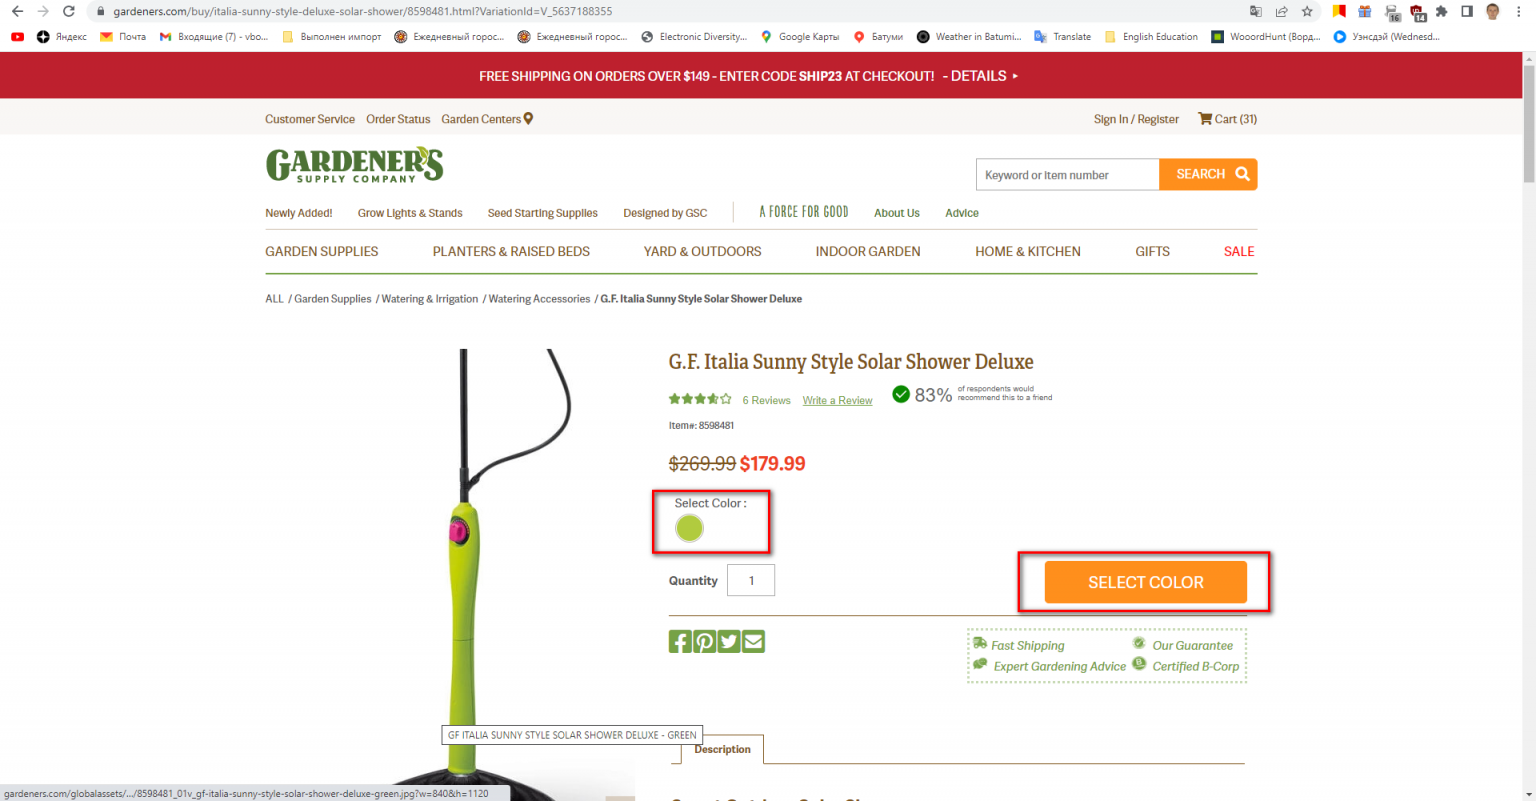 gardeners.com/buy/italia-sunny-style-deluxe-solar-shower/8598481.html?VariationId=V_5637188355
16
14
Яндекс
Почта
Входящие (7) - vbo...
Выполнен импорт
Ежедневный горос...
Ежедневный горос...
Electronic Diversity...
Google Карты
Батуми
Weather in Batumi...
Translate
English Education
WooordHunt (Ворд...
Уэнсдэй (Wednesd...
FREE SHIPPING ON ORDERS OVER $149 - ENTER CODE SHIP23 AT CHECKOUT! - DETAILS ▸
Customer Service Order Status Garden Centers
Sign In / Register Cart (31)
GARDENER'S
SUPPLY COMPANY
Keyword or Item number
SEARCH
Newly Added! Grow Lights & Stands Seed Starting Supplies Designed by GSC A FORCE FOR GOOD About Us Advice
GARDEN SUPPLIES PLANTERS & RAISED BEDS YARD & OUTDOORS INDOOR GARDEN HOME & KITCHEN GIFTS SALE
ALL / Garden Supplies / Watering & Irrigation / Watering Accessories / G.F. Italia Sunny Style Solar Shower Deluxe
G.F. Italia Sunny Style Solar Shower Deluxe
6 Reviews Write a Review
83% of respondents would
recommend this to a friend
Item#: 8598481
$269.99 $179.99
Select Color :
Quantity 1
SELECT COLOR
Fast Shipping Our Guarantee
Expert Gardening Advice Certified B-Corp
GF ITALIA SUNNY STYLE SOLAR SHOWER DELUXE - GREEN
Description
gardeners.com/globalassets/.../8598481_01v_gf-italia-sunny-style-solar-shower-deluxe-green.jpg?w=840&h=1120